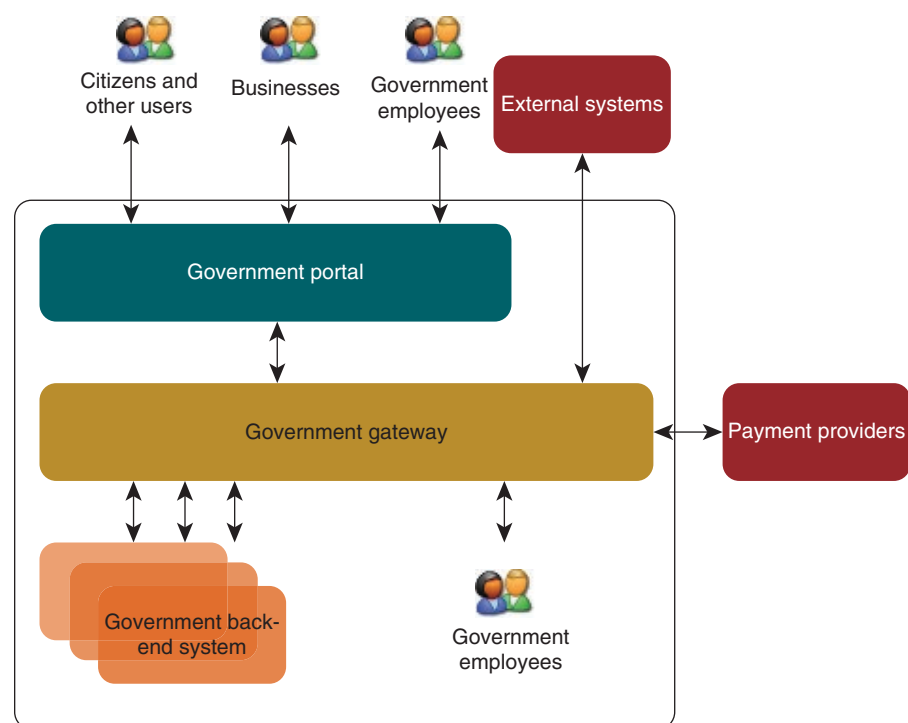 Citizens and
other users
Businesses
Government
employees
External systems
Government portal
Government gateway
Payment providers
Government back-
end system
Government
employees